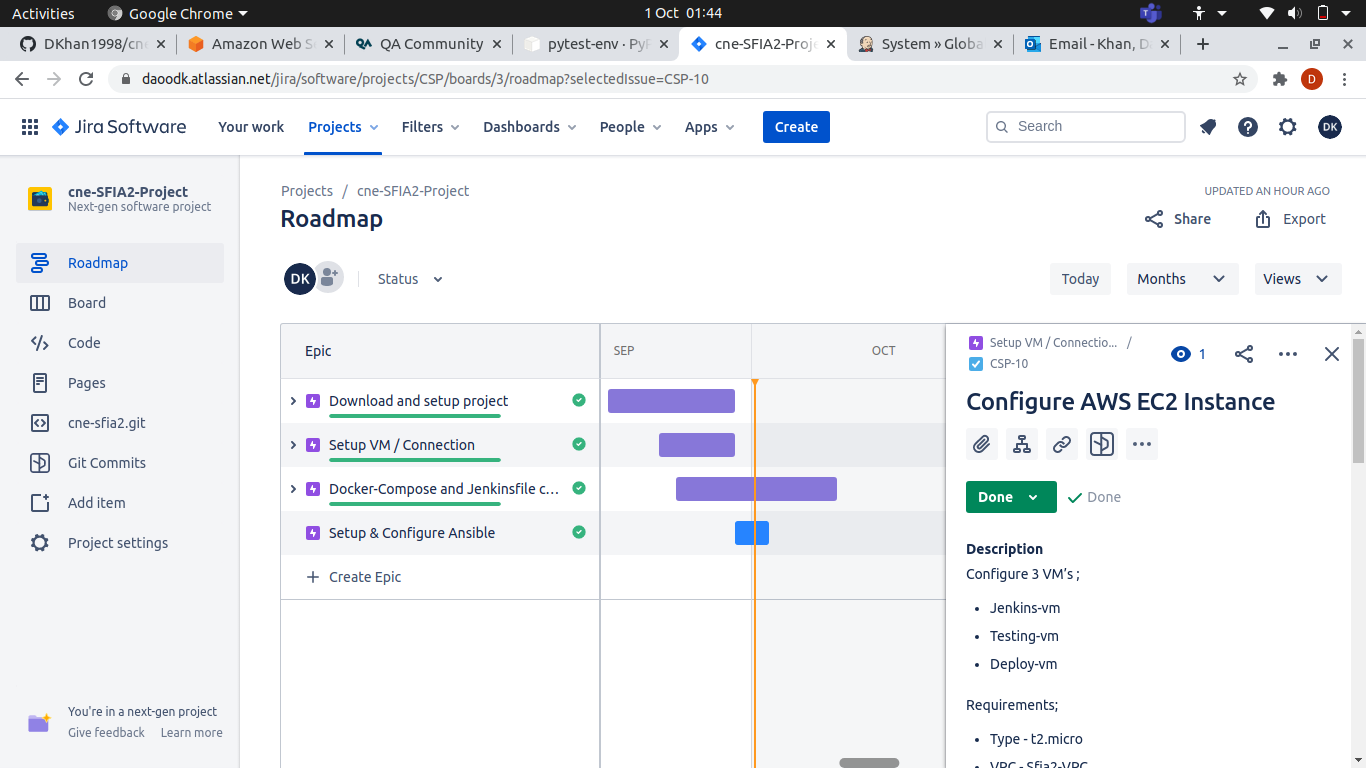 Activities
Google Chrome
1 Oct 01:44
DKhan1998/cne
Amazon Web Se
QA Community
pytest-env · PyP
cne-SFIA2-Proje
System » Globa
Email - Khan, Da
daoodk.atlassian.net/jira/software/projects/CSP/boards/3/roadmap?selectedIssue=CSP-10
D
Jira Software
Your work
Projects
Filters
Dashboards
People
Apps
Create
Search
DK
cne-SFIA2-Project
Next-gen software project
Roadmap
Board
Code
Pages
cne-sfia2.git
Git Commits
Add item
Project settings
You're in a next-gen project
Give feedback
Learn more
Projects / cne-SFIA2-Project
UPDATED AN HOUR AGO
Roadmap
Share
Export
DK
Status
Today
Months
Views
Epic
SEP
OCT
Download and setup project
Setup VM / Connection
Docker-Compose and Jenkinsfile c...
Setup & Configure Ansible
+ Create Epic
Setup VM / Connectio... /
CSP-10
1
Configure AWS EC2 Instance
Done
Done
Description
Configure 3 VM's ;
• Jenkins-vm
• Testing-vm
• Deploy-vm
Requirements;
• Type - t2.micro
• VPC - Sfia2-VPC